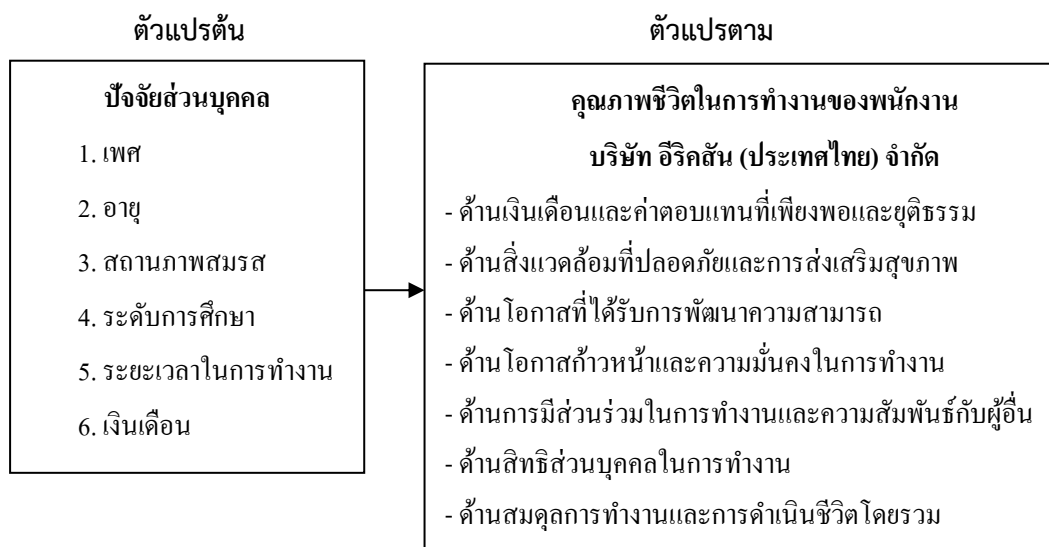 ตัวแปรต้น
ปัจจัยส่วนบุคคล
1. เพศ
2. อายุ
3. สถานภาพสมรส
4. ระดับการศึกษา
5. ระยะเวลาในการทำงาน
6. เงินเดือน
ตัวแปรตาม
คุณภาพชีวิตในการทำงานของพนักงาน
บริษัท อีริคสัน (ประเทศไทย) จำกัด
- ด้านเงินเดือนและค่าตอบแทนที่เพียงพอและยุติธรรม
- ด้านสิ่งแวดล้อมที่ปลอดภัยและการส่งเสริมสุขภาพ
- ด้านโอกาสที่ได้รับการพัฒนาความสามารถ
- ด้านโอกาสก้าวหน้าและความมั่นคงในการทำงาน
- ด้านการมีส่วนร่วมในการทำงานและความสัมพันธ์กับผู้อื่น
- ด้านสิทธิส่วนบุคคลในการทำงาน
- ด้านสมดุลการทำงานและการดำเนินชีวิตโดยรวม